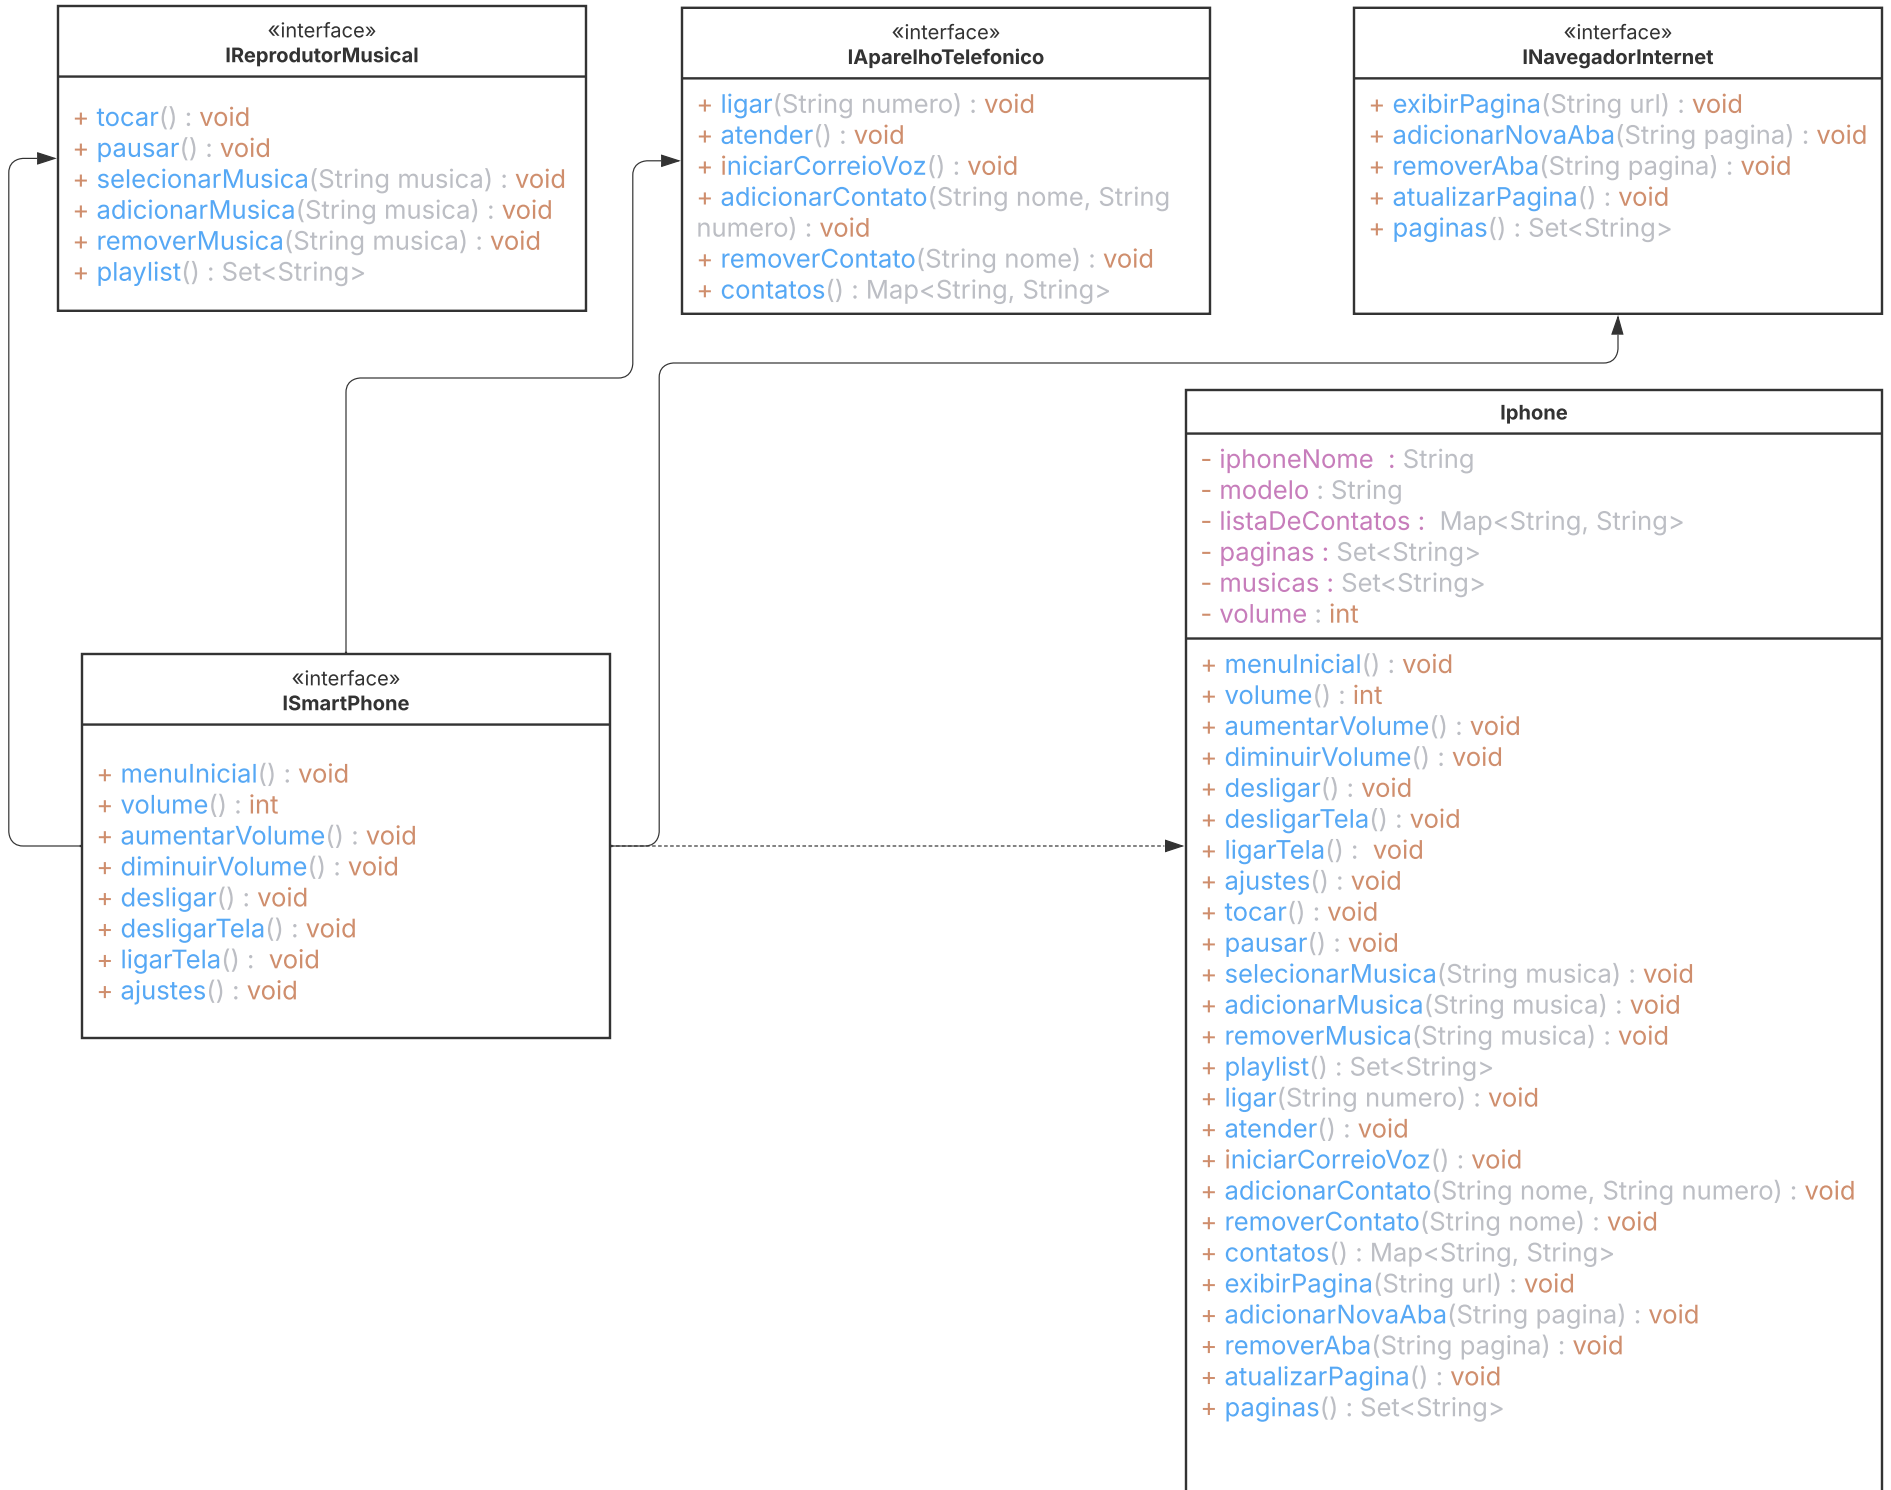 «interface»
IReprodutorMusical
+ tocar() : void
+ pausar() : void
+ selecionarMusica(String musica) : void
+ adicionarMusica(String musica) : void
+ removerMusica(String musica) : void
+ playlist() : Set<String>
«interface»
IAparelhoTelefonico
+ ligar(String numero) : void
+ atender() : void
+ iniciarCorreioVoz() : void
+ adicionarContato(String nome, String
numero) : void
+ removerContato(String nome) : void
+ contatos() : Map<String, String>
«interface»
INavegadorInternet
+ exibirPagina(String url) : void
+ adicionarNovaAba(String pagina) : void
+ removerAba(String pagina) : void
+ atualizarPagina() : void
+ paginas() : Set<String>
«interface»
ISmartPhone
+ menuInicial() : void
+ volume() : int
+ aumentarVolume() : void
+ diminuirVolume() : void
+ desligar() : void
+ desligarTela() : void
+ ligarTela() :  void
+ ajustes() : void
Iphone
- iphoneNome  : String
- modelo : String
- listaDeContatos :  Map<String, String>
- paginas : Set<String>
- musicas : Set<String>
- volume : int
+ menuInicial() : void
+ volume() : int
+ aumentarVolume() : void
+ diminuirVolume() : void
+ desligar() : void
+ desligarTela() : void
+ ligarTela() :  void
+ ajustes() : void
+ tocar() : void
+ pausar() : void
+ selecionarMusica(String musica) : void
+ adicionarMusica(String musica) : void
+ removerMusica(String musica) : void
+ playlist() : Set<String>
+ ligar(String numero) : void
+ atender() : void
+ iniciarCorreioVoz() : void
+ adicionarContato(String nome, String numero) : void
+ removerContato(String nome) : void
+ contatos() : Map<String, String>
+ exibirPagina(String url) : void
+ adicionarNovaAba(String pagina) : void
+ removerAba(String pagina) : void
+ atualizarPagina() : void
+ paginas() : Set<String>